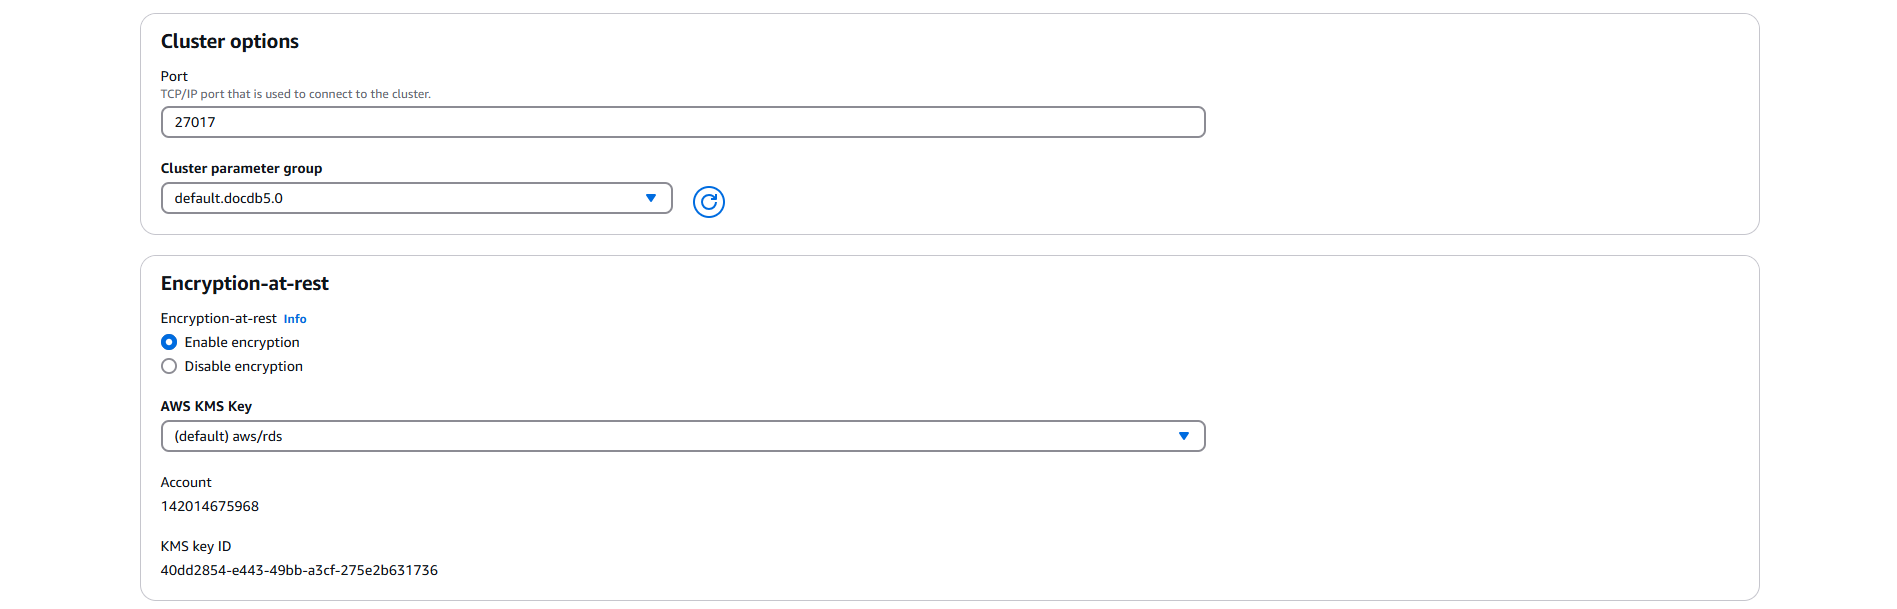 Cluster options
Port
TCP/IP port that is used to connect to the cluster.
27017
Cluster parameter group
default.docdb5.0
Encryption-at-rest
Encryption-at-rest Info
Enable encryption
Disable encryption
AWS KMS Key
(default) aws/rds
Account
142014675968
KMS key ID
40dd2854-e443-49bb-a3cf-275e2b631736